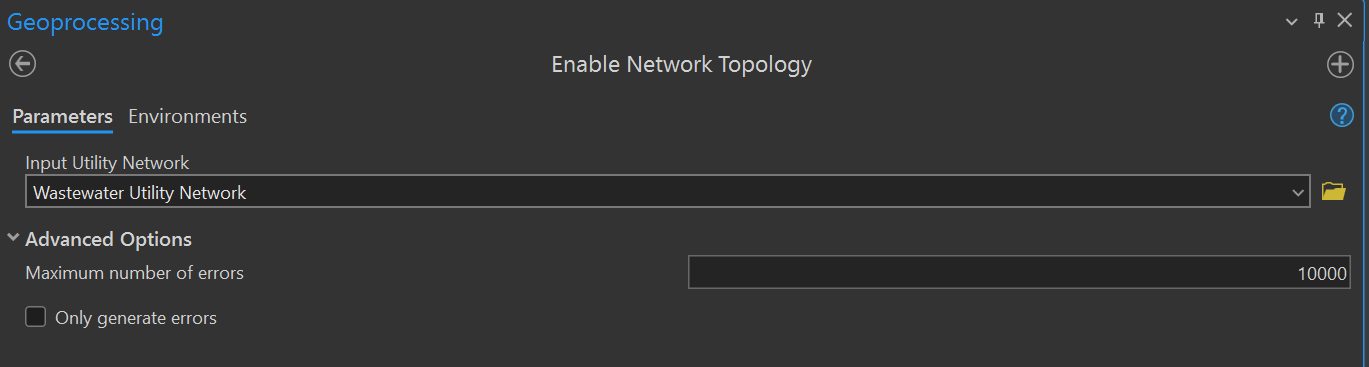 Geoprocessing
Enable Network Topology
Parameters Environments
Input Utility Network
Wastewater Utility Network
Advanced Options
Maximum number of errors 10000
Only generate errors